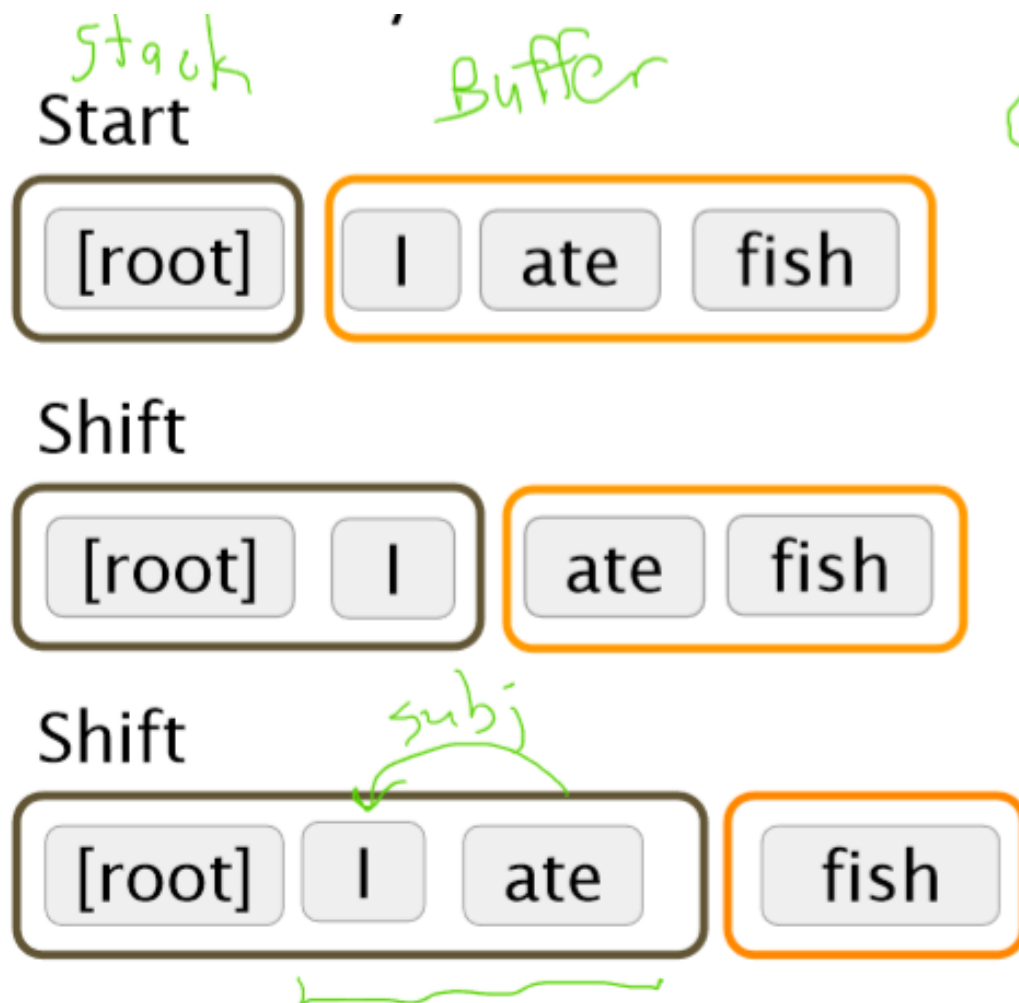 Stack
Buffer
Start
[root] I ate fish
Shift
[root] I ate fish
subj
Shift
[root] I ate fish